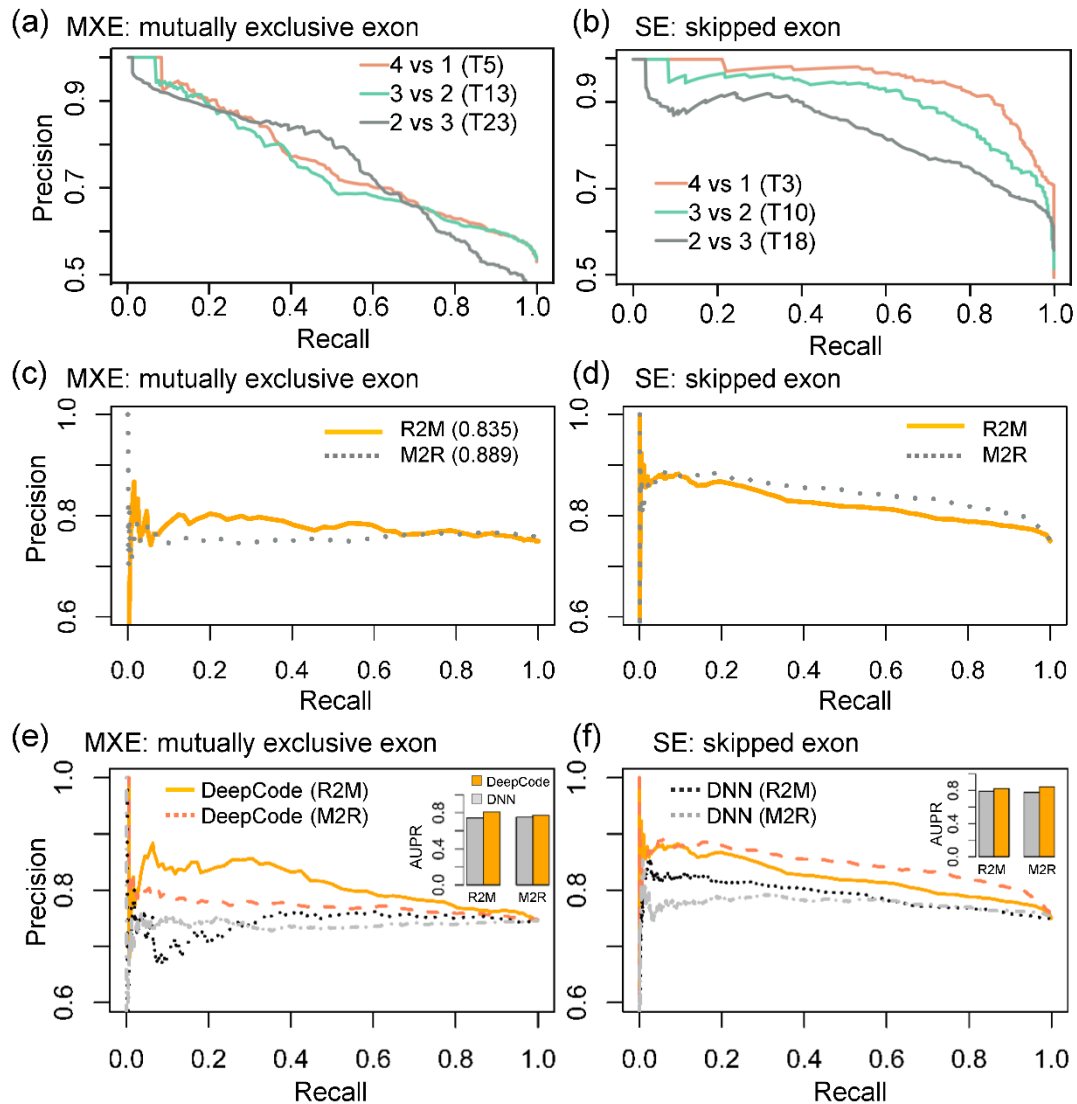 (a) MXE: mutually exclusive exon
4 vs 1 (T5)
3 vs 2 (T13)
2 vs 3 (T23)
Precision
0.5 0.7 0.9
0.0 0.2 0.4 0.6 0.8 1.0
Recall
(b) SE: skipped exon
4 vs 1 (T3)
3 vs 2 (T10)
2 vs 3 (T18)
0.5 0.7 0.9
0.0 0.2 0.4 0.6 0.8 1.0
Recall
(c) MXE: mutually exclusive exon
R2M (0.835)
M2R (0.889)
Precision
0.6 0.8 1.0
0.0 0.2 0.4 0.6 0.8 1.0
Recall
(d) SE: skipped exon
R2M
M2R
0.6 0.8 1.0
0.0 0.2 0.4 0.6 0.8 1.0
Recall
(e) MXE: mutually exclusive exon
DeepCode (R2M)
DeepCode (M2R)
DeepCode
DNN
AUPR
0.0 0.4 0.8
R2M M2R
Precision
0.6 0.8 1.0
0.0 0.2 0.4 0.6 0.8 1.0
Recall
(f) SE: skipped exon
DNN (R2M)
DNN (M2R)
AUPR
0.0 0.4 0.8
R2M M2R
0.6 0.8 1.0
0.0 0.2 0.4 0.6 0.8 1.0
Recall